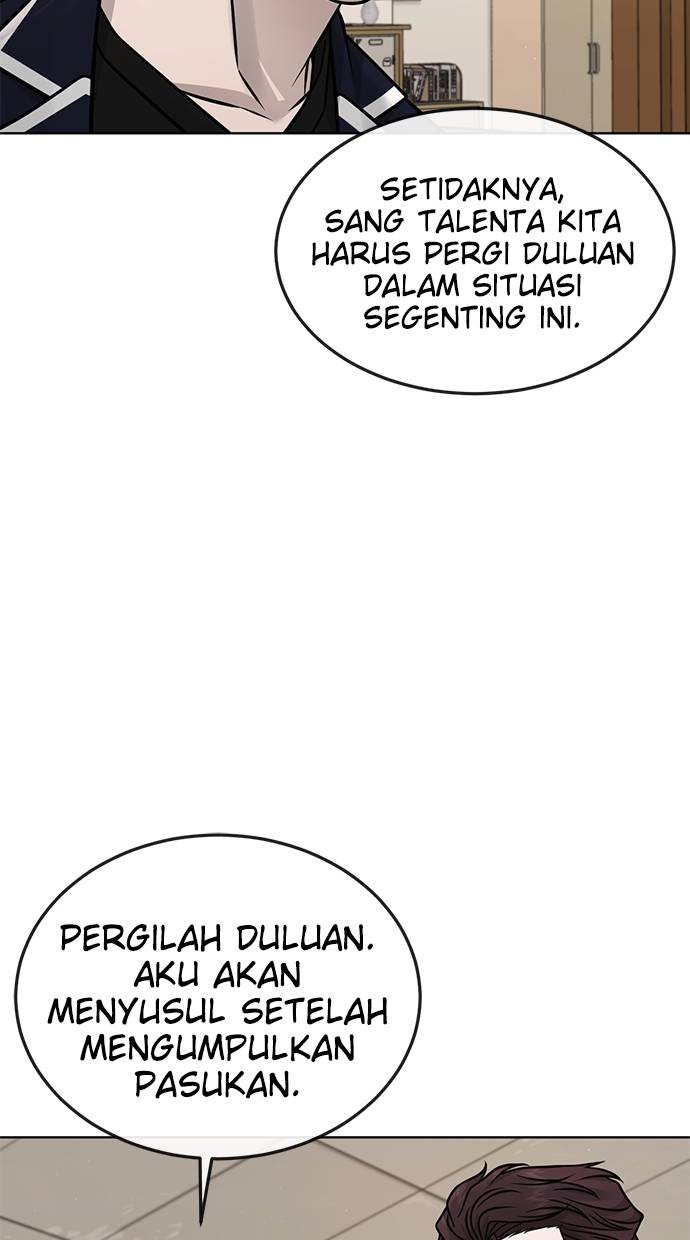 SETIDAKNYA,
SANG TALENTA KITA
HARUS PERGI DULUAN
DALAM SITUASI
SEGENTING INI.
PERGILAH DULUAN.
AKU AKAN
MENYUSUL SETELAH
MENGUMPULKAN
PASUKAN.